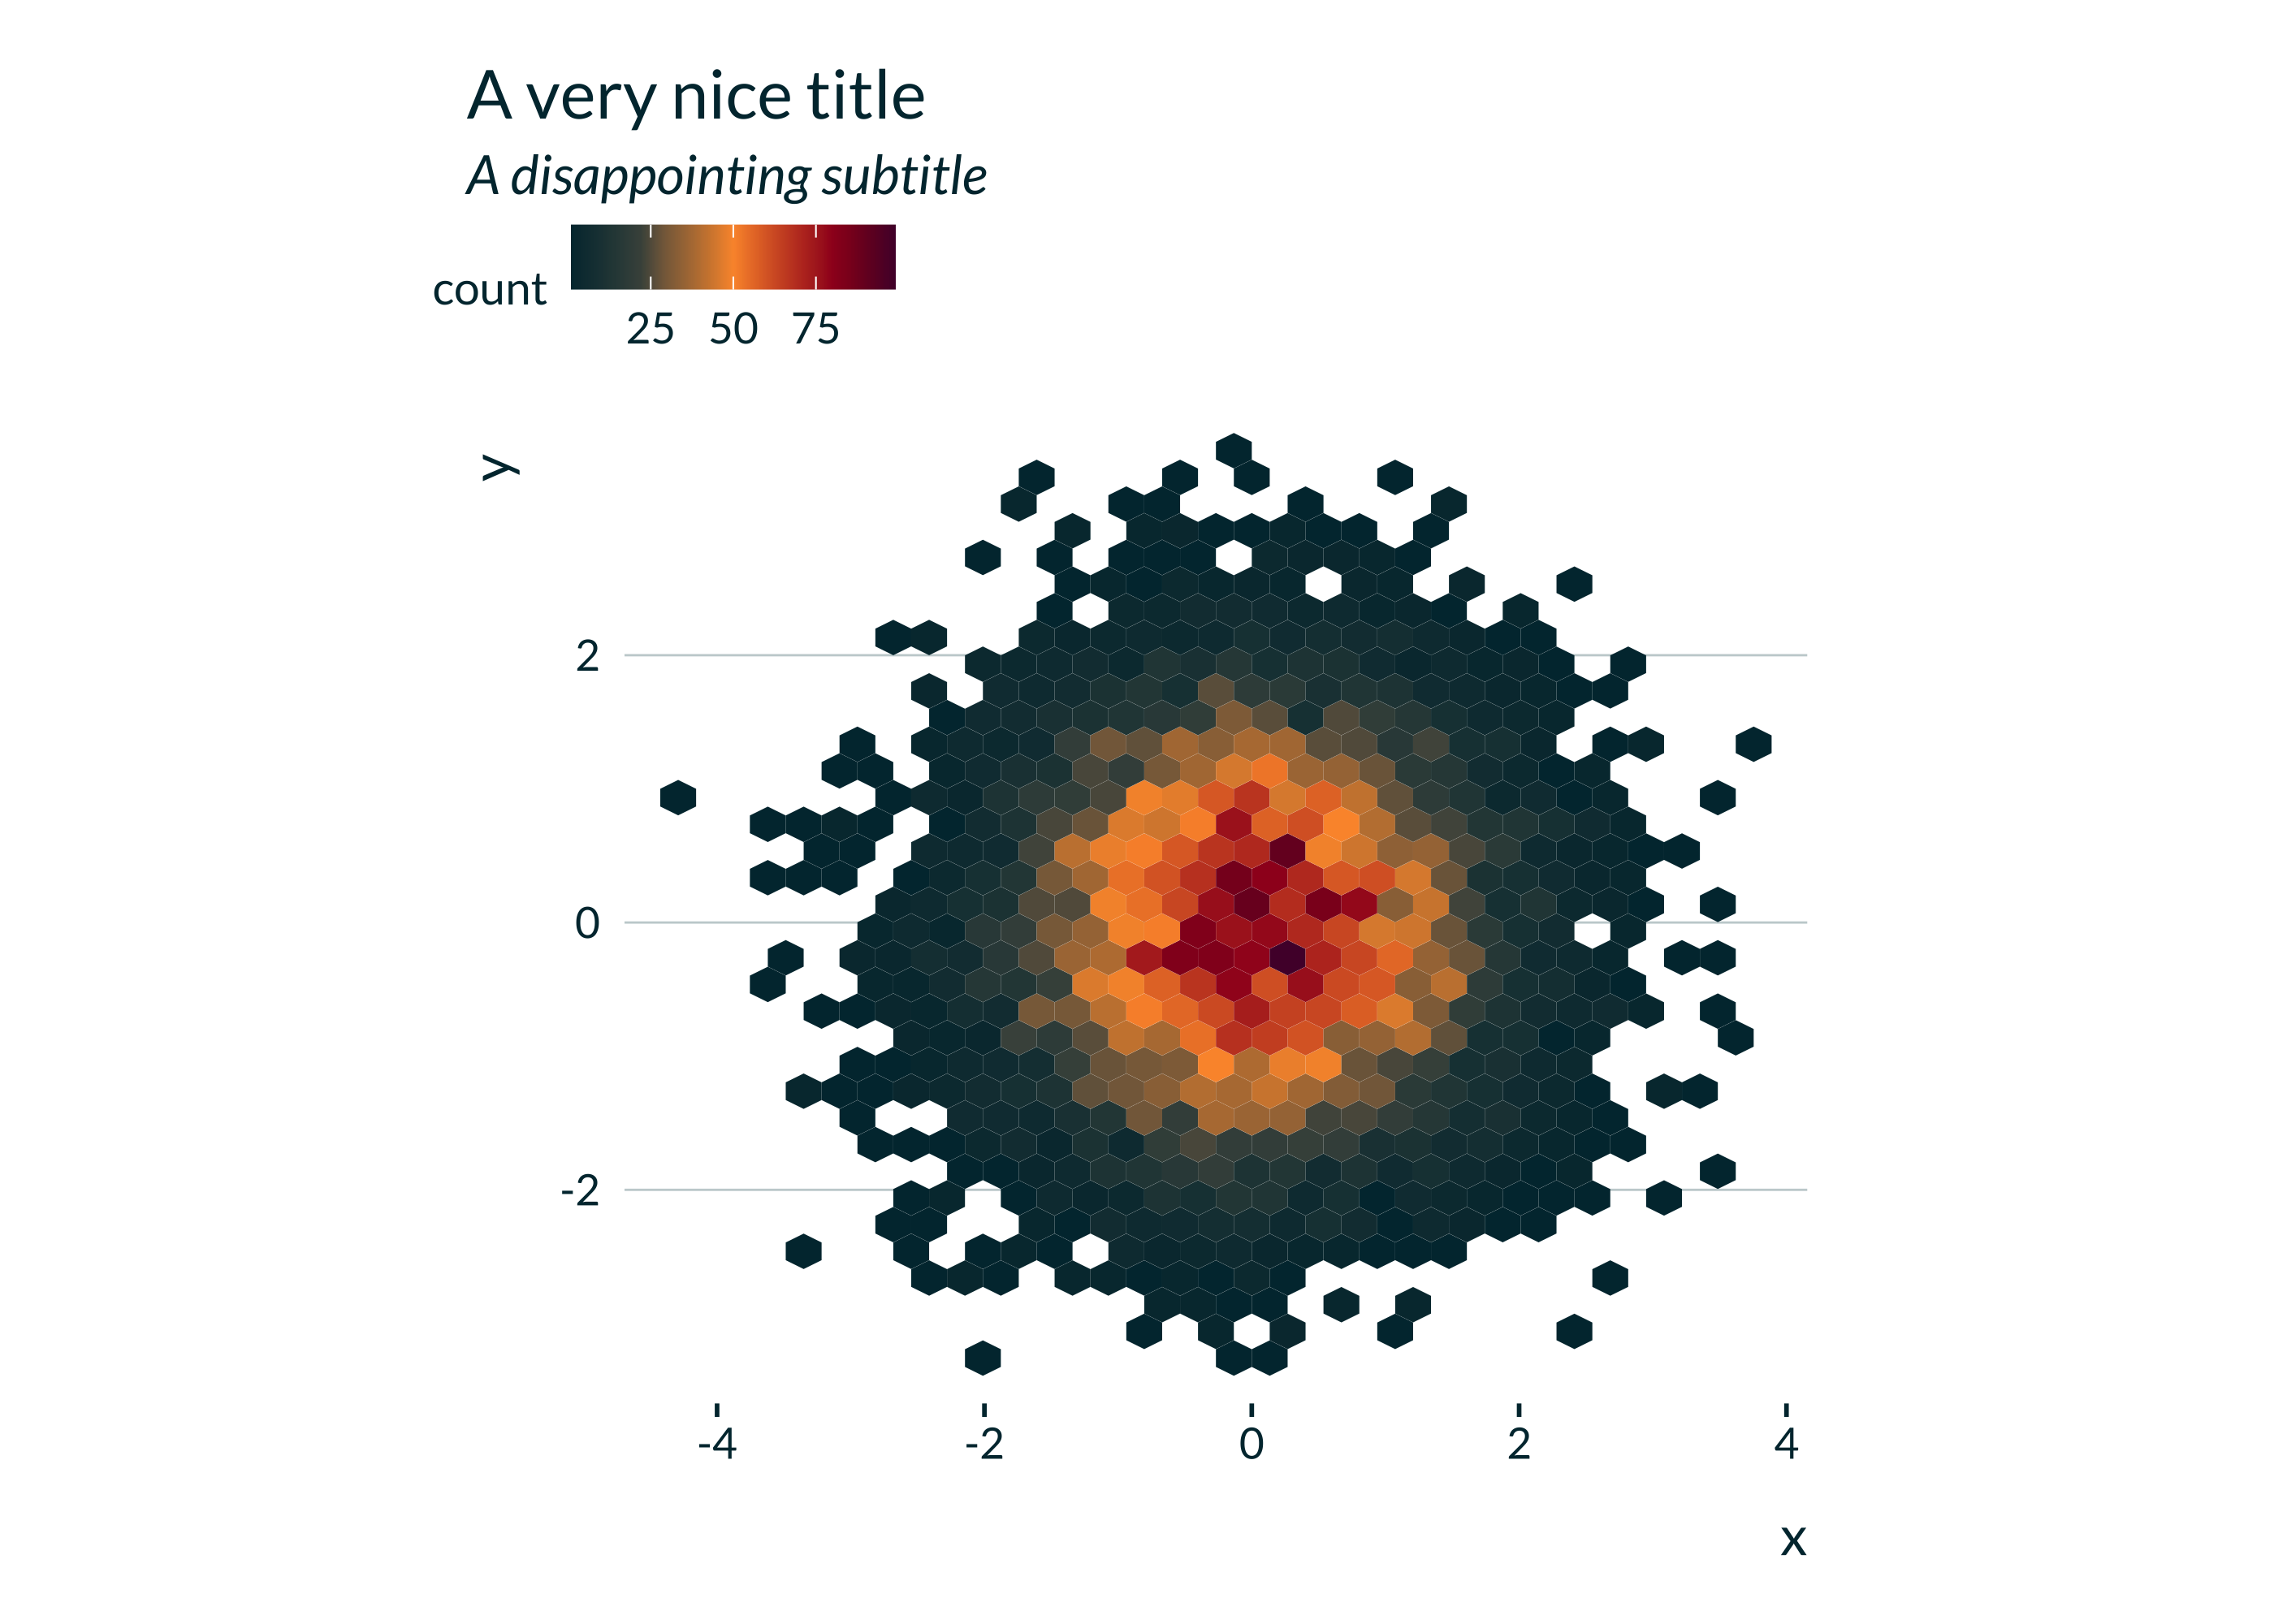 A very nice title
A disappointing subtitle
count
25 50 75
y
2
0
-2
-4 -2 0 2 4
x